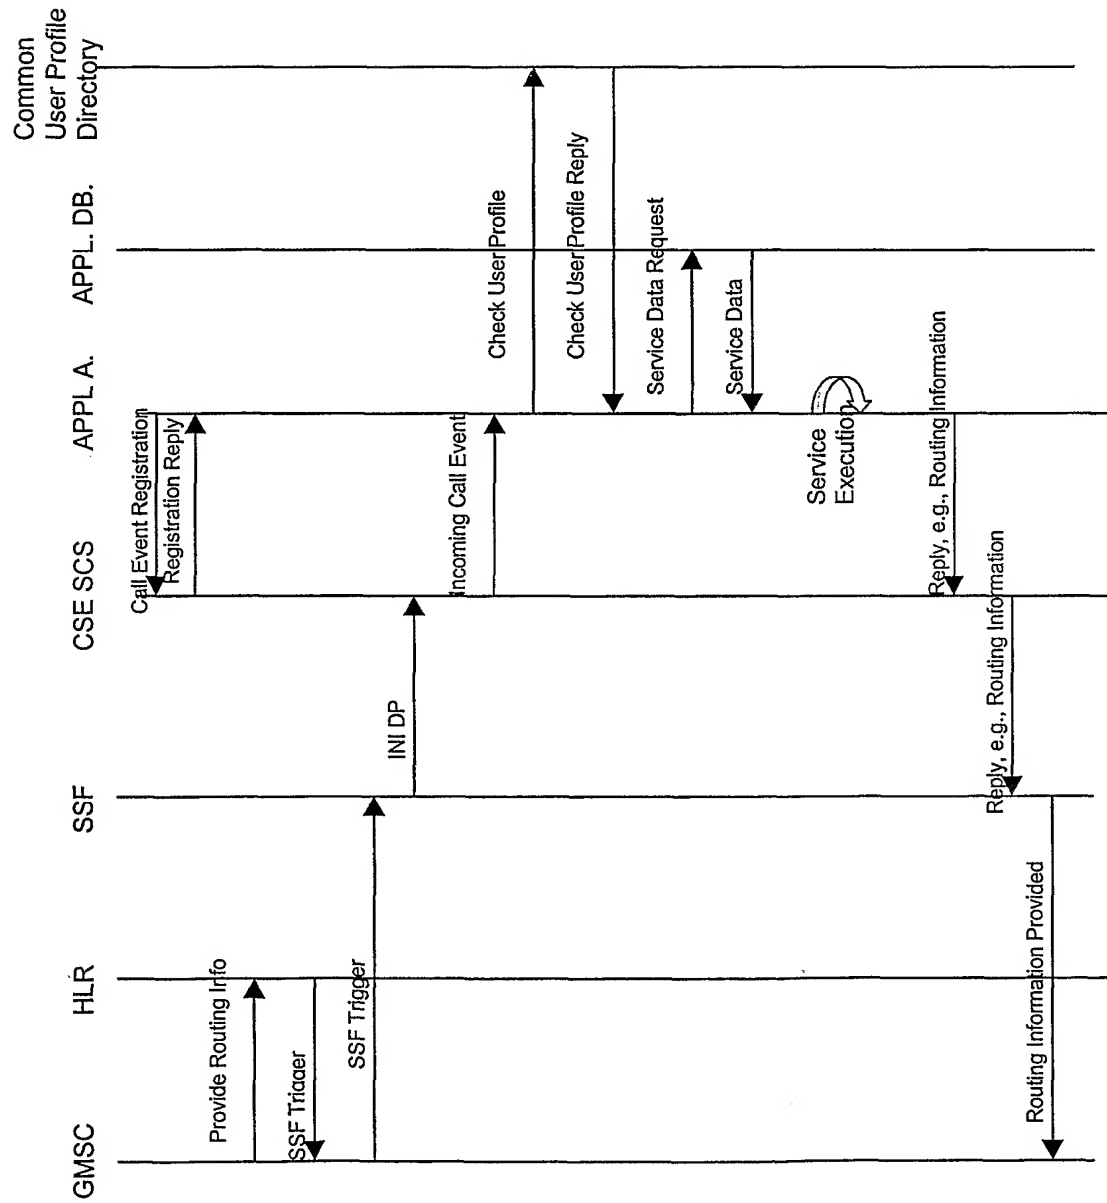 GMSC
HLR
SSF
CSE SCS
APPL A.
APPL. DB.
Common
User Profile
Directory
Call Event Registration
Registration Reply
Provide Routing Info
SSF Trigger
SSF Trigger
INI DP
Incoming Call Event
Check User Profile
Check User Profile Reply
Service Data Request
Service Data
Service
Execution
Reply, e.g., Routing Information
Reply, e.g., Routing Information
Routing Information Provided